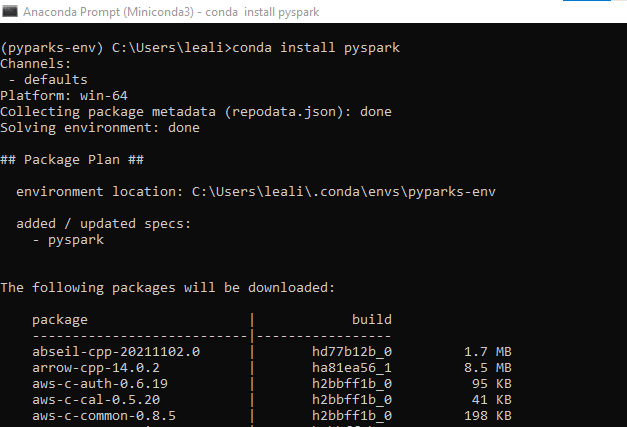 Anaconda Prompt (Miniconda3) - conda  install pyspark
(pyparks-env) C:\Users\leali>conda install pyspark
Channels:
 - defaults
Platform: win-64
Collecting package metadata (repodata.json): done
Solving environment: done
## Package Plan ##
  environment location: C:\Users\leali\.conda\envs\pyparks-env
  added / updated specs:
    - pyspark
The following packages will be downloaded:
    package                    |            build
    ---------------------------|-----------------
    abseil-cpp-20211102.0      |       hd77b12b_0         1.7 MB
    arrow-cpp-14.0.2           |       ha81ea56_1         8.5 MB
    aws-c-auth-0.6.19          |       h2bbff1b_0          95 KB
    aws-c-cal-0.5.20           |       h2bbff1b_0          41 KB
    aws-c-common-0.8.5         |       h2bbff1b_0         198 KB